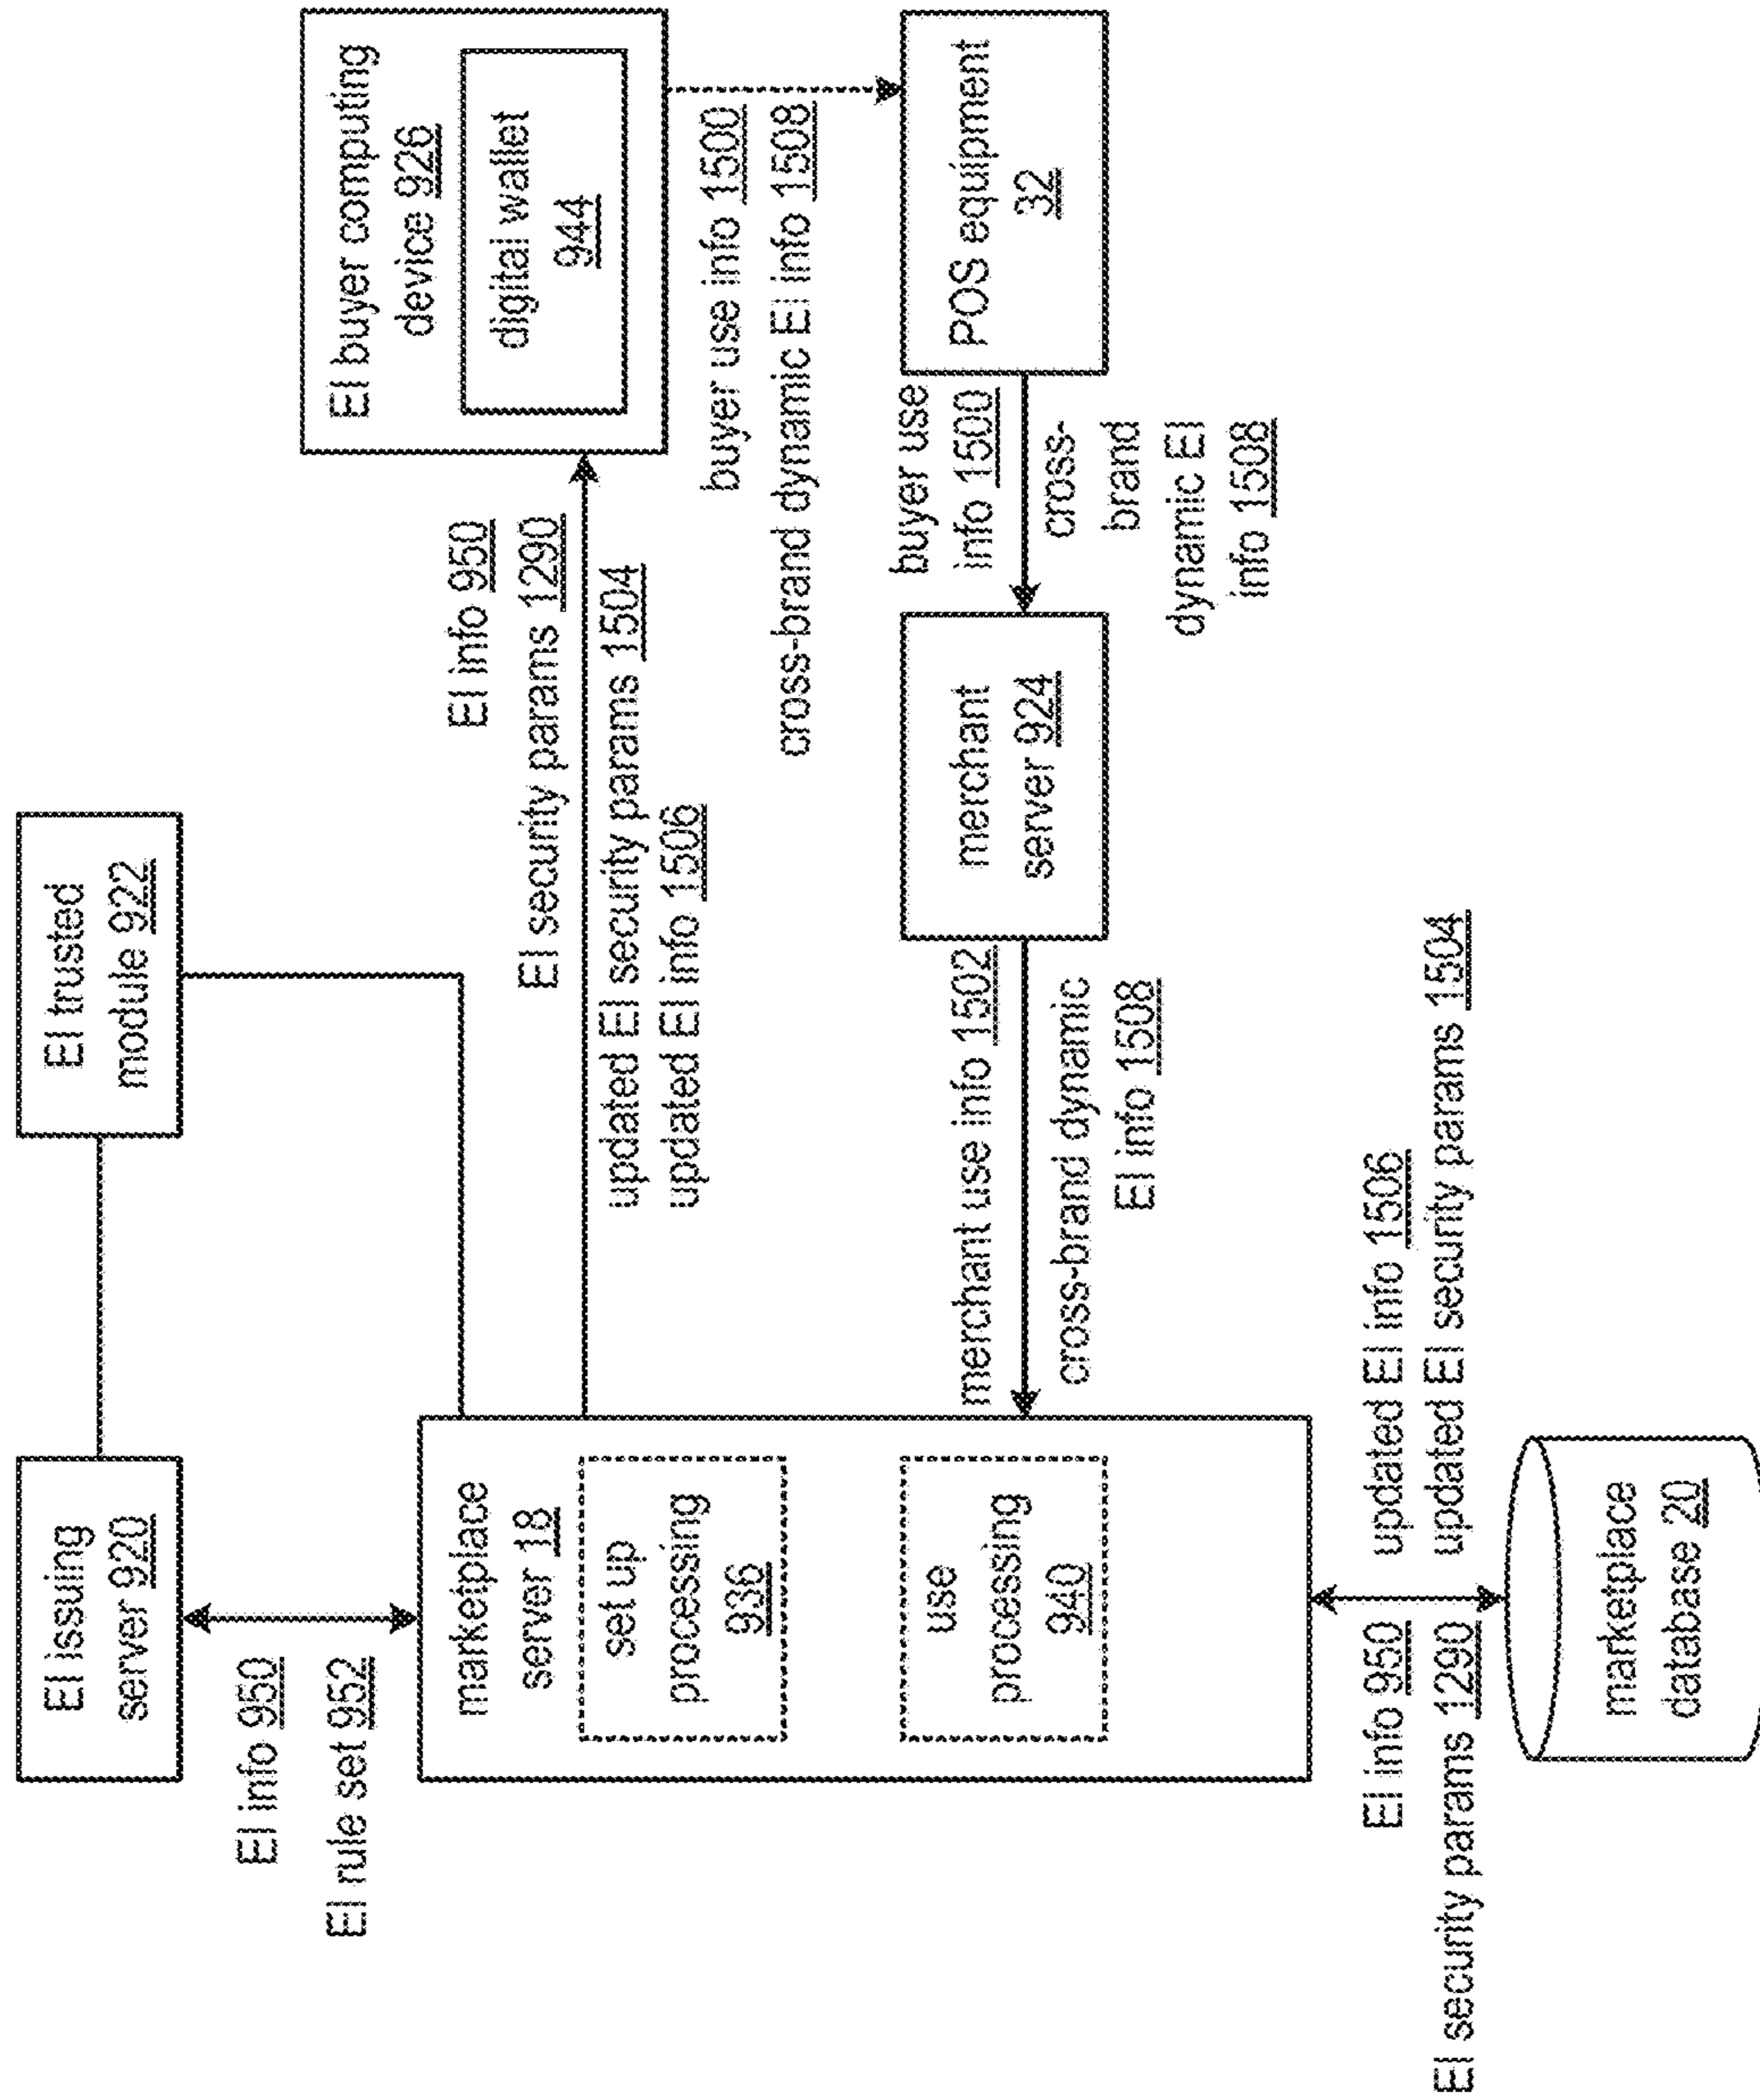 EI issuing
server 920
EI trusted
module 922
EI info 950
EI rule set 952
marketplace
server 18
set up
processing
936
use
processing
940
EI info 950
EI security params 1290
updated EI security params 1504
updated EI info 1506
EI buyer computing
device 926
digital wallet
944
buyer use info 1500
cross-brand dynamic EI info 1508
POS equipment
32
buyer use
info 1500
cross-
brand
dynamic EI
info 1508
merchant
server 924
merchant use info 1502
cross-brand dynamic
EI info 1508
EI info 950
EI security params 1290
updated EI info 1506
updated EI security params 1504
marketplace
database 20